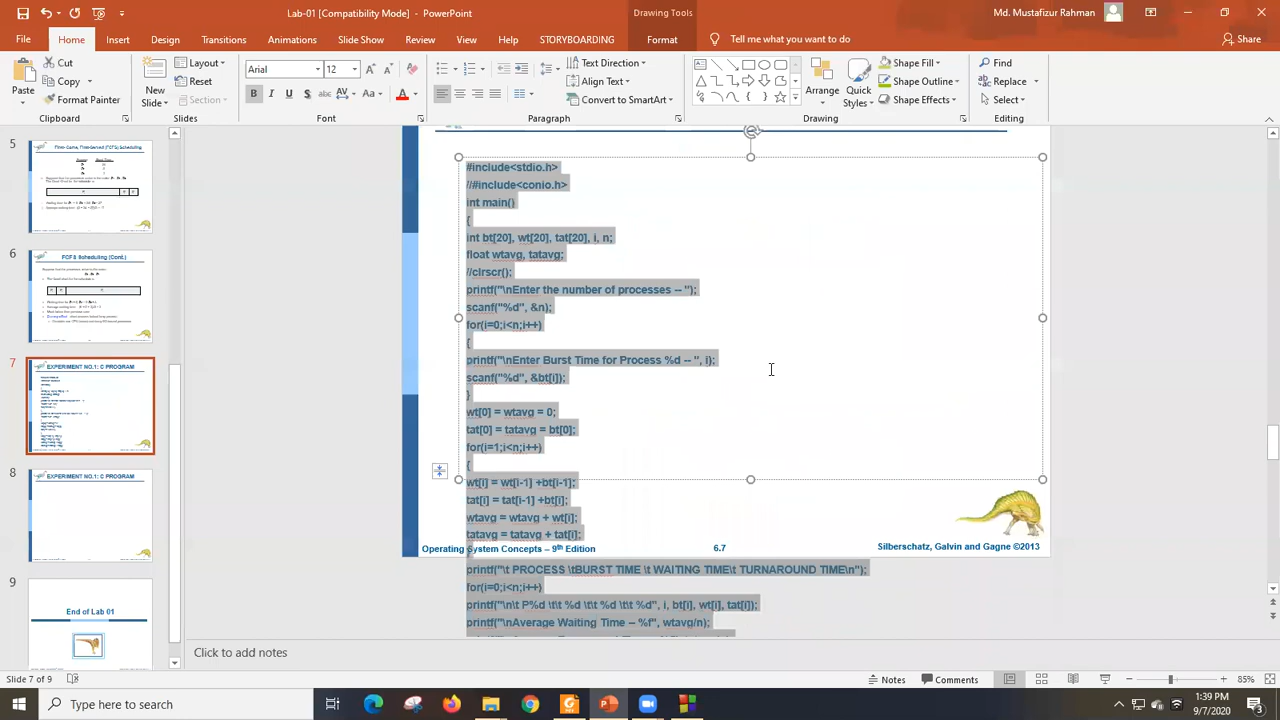 Lab-01 [Compatibility Mode] - PowerPoint
Drawing Tools
Md. Mustafizur Rahman
File Home Insert Design Transitions Animations Slide Show Review View Help STORYBOARDING Format Tell me what you want to do Share
Cut
Copy
Format Painter
Paste
Clipboard
New
Slide
Layout
Reset
Section
Slides
Arial 12
B I U S abc AV Aa A
Font
Text Direction
Align Text
Convert to SmartArt
Paragraph
Arrange
Quick
Styles
Shape Fill
Shape Outline
Shape Effects
Drawing
Find
Replace
Select
Editing
5
6
FCFS Scheduling (Cont.)
7
EXPERIMENT NO.1: C PROGRAM
8
EXPERIMENT NO.1: C PROGRAM
9
End of Lab 01
#include<stdio.h>
//#include<conio.h>
int main()
{
int bt[20], wt[20], tat[20], i, n;
float wtavg, tatavg;
//clrscr();
printf("\nEnter the number of processes -- ");
scanf("%d", &n);
for(i=0;i<n;i++)
{
printf("\nEnter Burst Time for Process %d -- ", i);
scanf("%d", &bt[i]);
}
wt[0] = wtavg = 0;
tat[0] = tatavg = bt[0];
for(i=1;i<n;i++)
{
wt[i] = wt[i-1] +bt[i-1];
tat[i] = tat[i-1] +bt[i];
wtavg = wtavg + wt[i];
tatavg = tatavg + tat[i];
}
Operating System Concepts – 9th Edition
6.7
Silberschatz, Galvin and Gagne ©2013
printf("\t PROCESS \tBURST TIME \t WAITING TIME\t TURNAROUND TIME\n");
for(i=0;i<n;i++)
printf("\n\t P%d \t\t %d \t\t %d \t\t %d", i, bt[i], wt[i], tat[i]);
printf("\nAverage Waiting Time -- %f", wtavg/n);
Click to add notes
Slide 7 of 9
Notes
Comments
85%
Type here to search
1:39 PM
9/7/2020